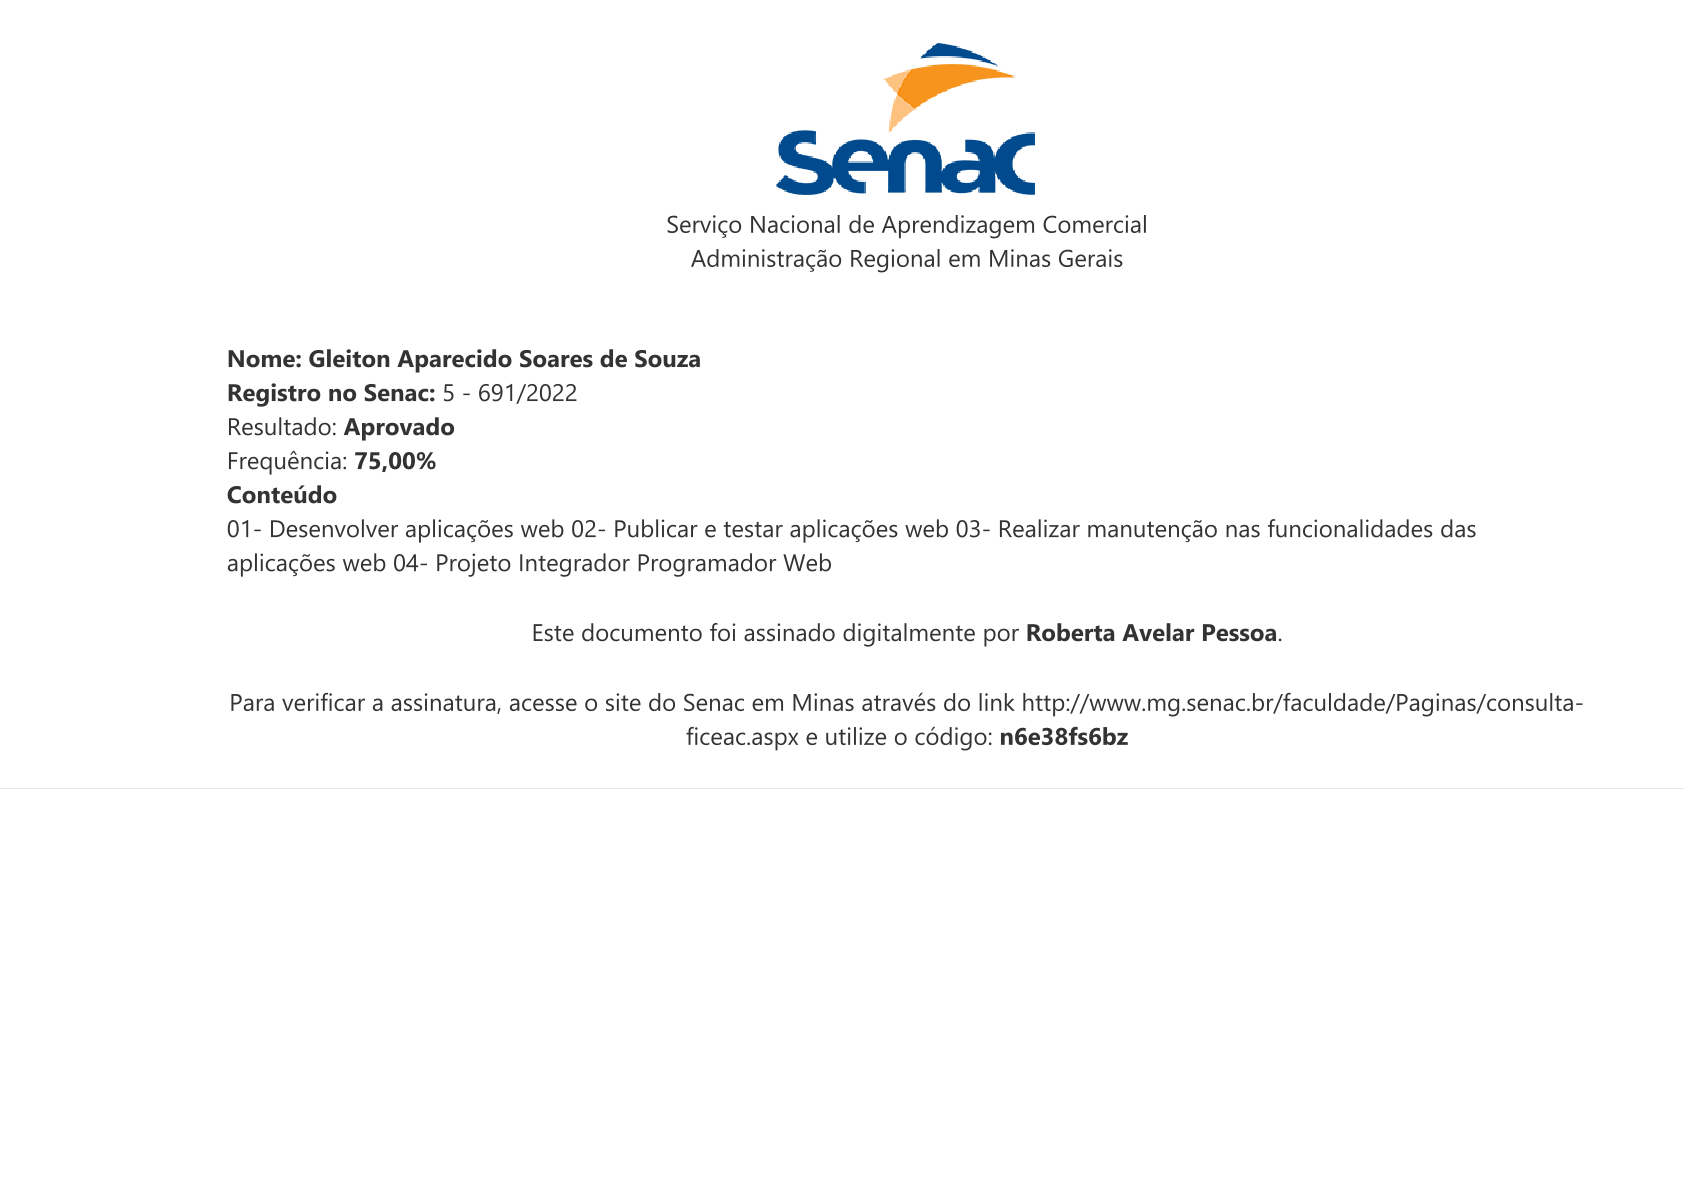 Senac
Serviço Nacional de Aprendizagem Comercial
Administração Regional em Minas Gerais
Nome: Gleiton Aparecido Soares de Souza
Registro no Senac: 5 - 691/2022
Resultado: Aprovado
Frequência: 75,00%
Conteúdo
01- Desenvolver aplicações web 02- Publicar e testar aplicações web 03- Realizar manutenção nas funcionalidades das
aplicações web 04- Projeto Integrador Programador Web
Este documento foi assinado digitalmente por Roberta Avelar Pessoa.
Para verificar a assinatura, acesse o site do Senac em Minas através do link http://www.mg.senac.br/faculdade/Paginas/consulta-
ficeac.aspx e utilize o código: n6e38fs6bz